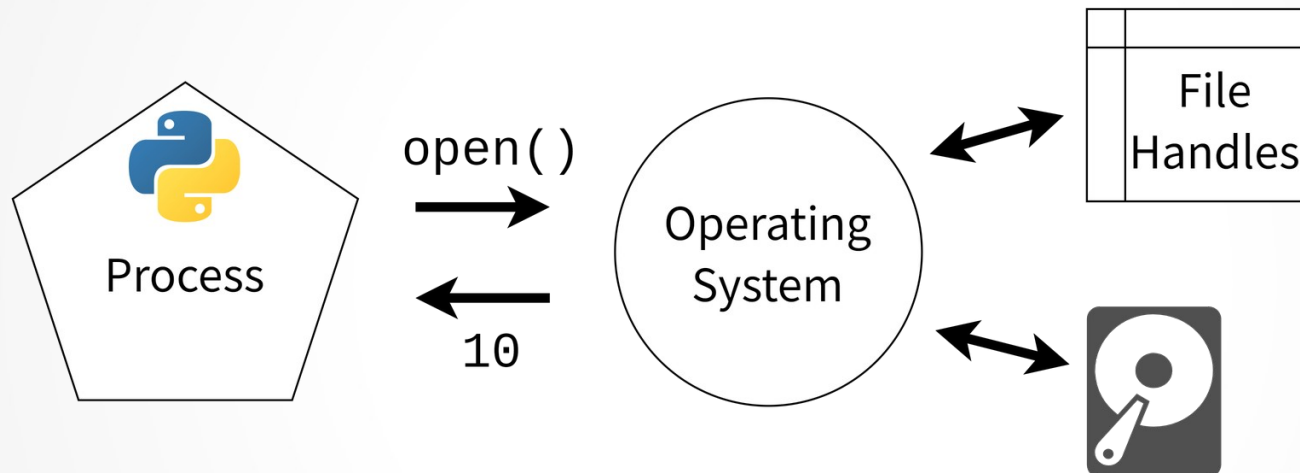 Process
open()
10
Operating
System
File
Handles